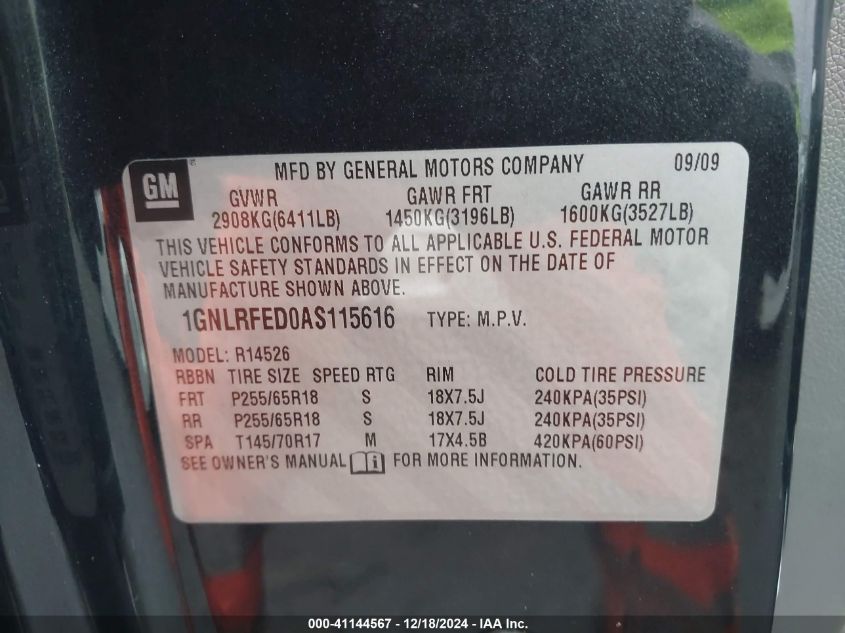 GM
MFD BY GENERAL MOTORS COMPANY 09/09
GVWR GAWR FRT GAWR RR
2908KG(6411LB) 1450KG(3196LB) 1600KG(3527LB)
THIS VEHICLE CONFORMS TO ALL APPLICABLE U.S. FEDERAL MOTOR
VEHICLE SAFETY STANDARDS IN EFFECT ON THE DATE OF
MANUFACTURE SHOWN ABOVE.
1GNLRFED0AS115616 TYPE: M.P.V.
MODEL: R14526
RBBN TIRE SIZE SPEED RTG RIM COLD TIRE PRESSURE
FRT P255/65R18 S 18X7.5J 240KPA(35PSI)
RR P255/65R18 S 18X7.5J 240KPA(35PSI)
SPA T145/70R17 M 17X4.5B 420KPA(60PSI)
SEE OWNER'S MANUAL i FOR MORE INFORMATION.
000-41144567 - 12/18/2024 - IAA Inc.